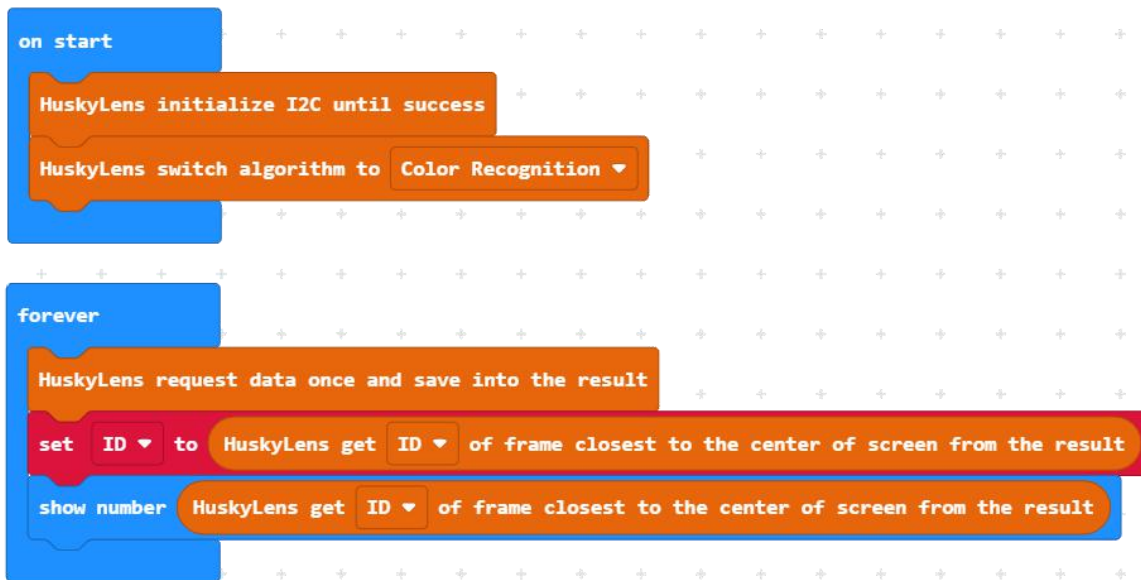 on start
HuskyLens initialize I2C until success
HuskyLens switch algorithm to Color Recognition
forever
HuskyLens request data once and save into the result
set ID to HuskyLens get ID of frame closest to the center of screen from the result
show number HuskyLens get ID of frame closest to the center of screen from the result